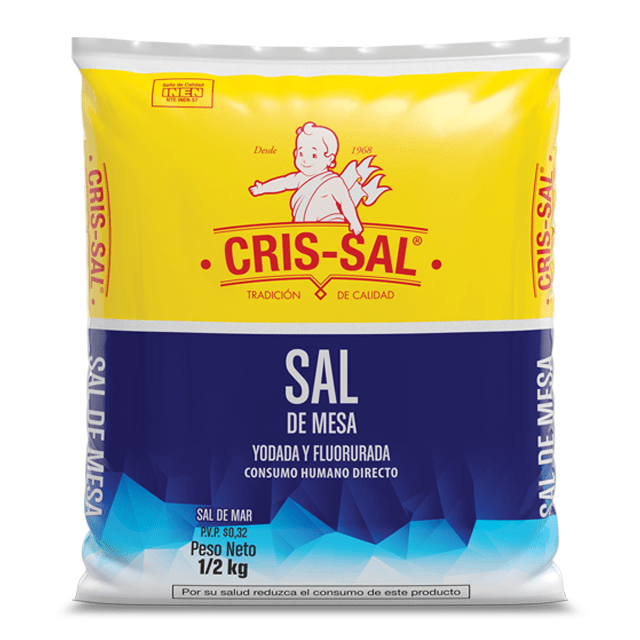 Sello de Calidad
INEN
NTE INEN 57
Desde 1968
CRIS-SAL®
TRADICIÓN DE CALIDAD
CRIS-SAL
CRIS-SAL
SAL
DE MESA
YODADA Y FLUORURADA
CONSUMO HUMANO DIRECTO
SAL DE MESA
SAL DE MESA
SAL DE MAR
P.V.P. $0,32
Peso Neto
1/2 kg
Por su salud reduzca el consumo de este producto